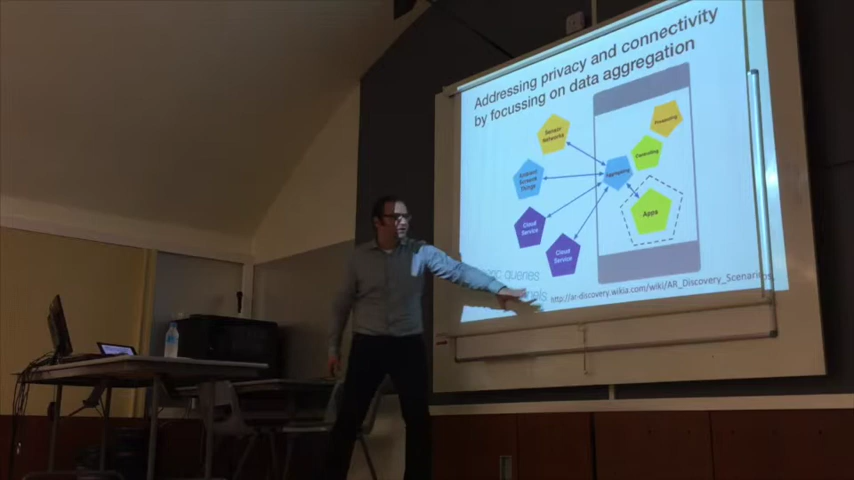 Addressing privacy and connectivity
by focussing on data aggregation
Sensor
Networks
Processing
Controlling
Ambient
Screens
Things
Aggregating
Cloud
Service
Apps
Cloud
Service
queries
http://ar-discovery.wikia.com/wiki/AR_Discovery_Scenarios